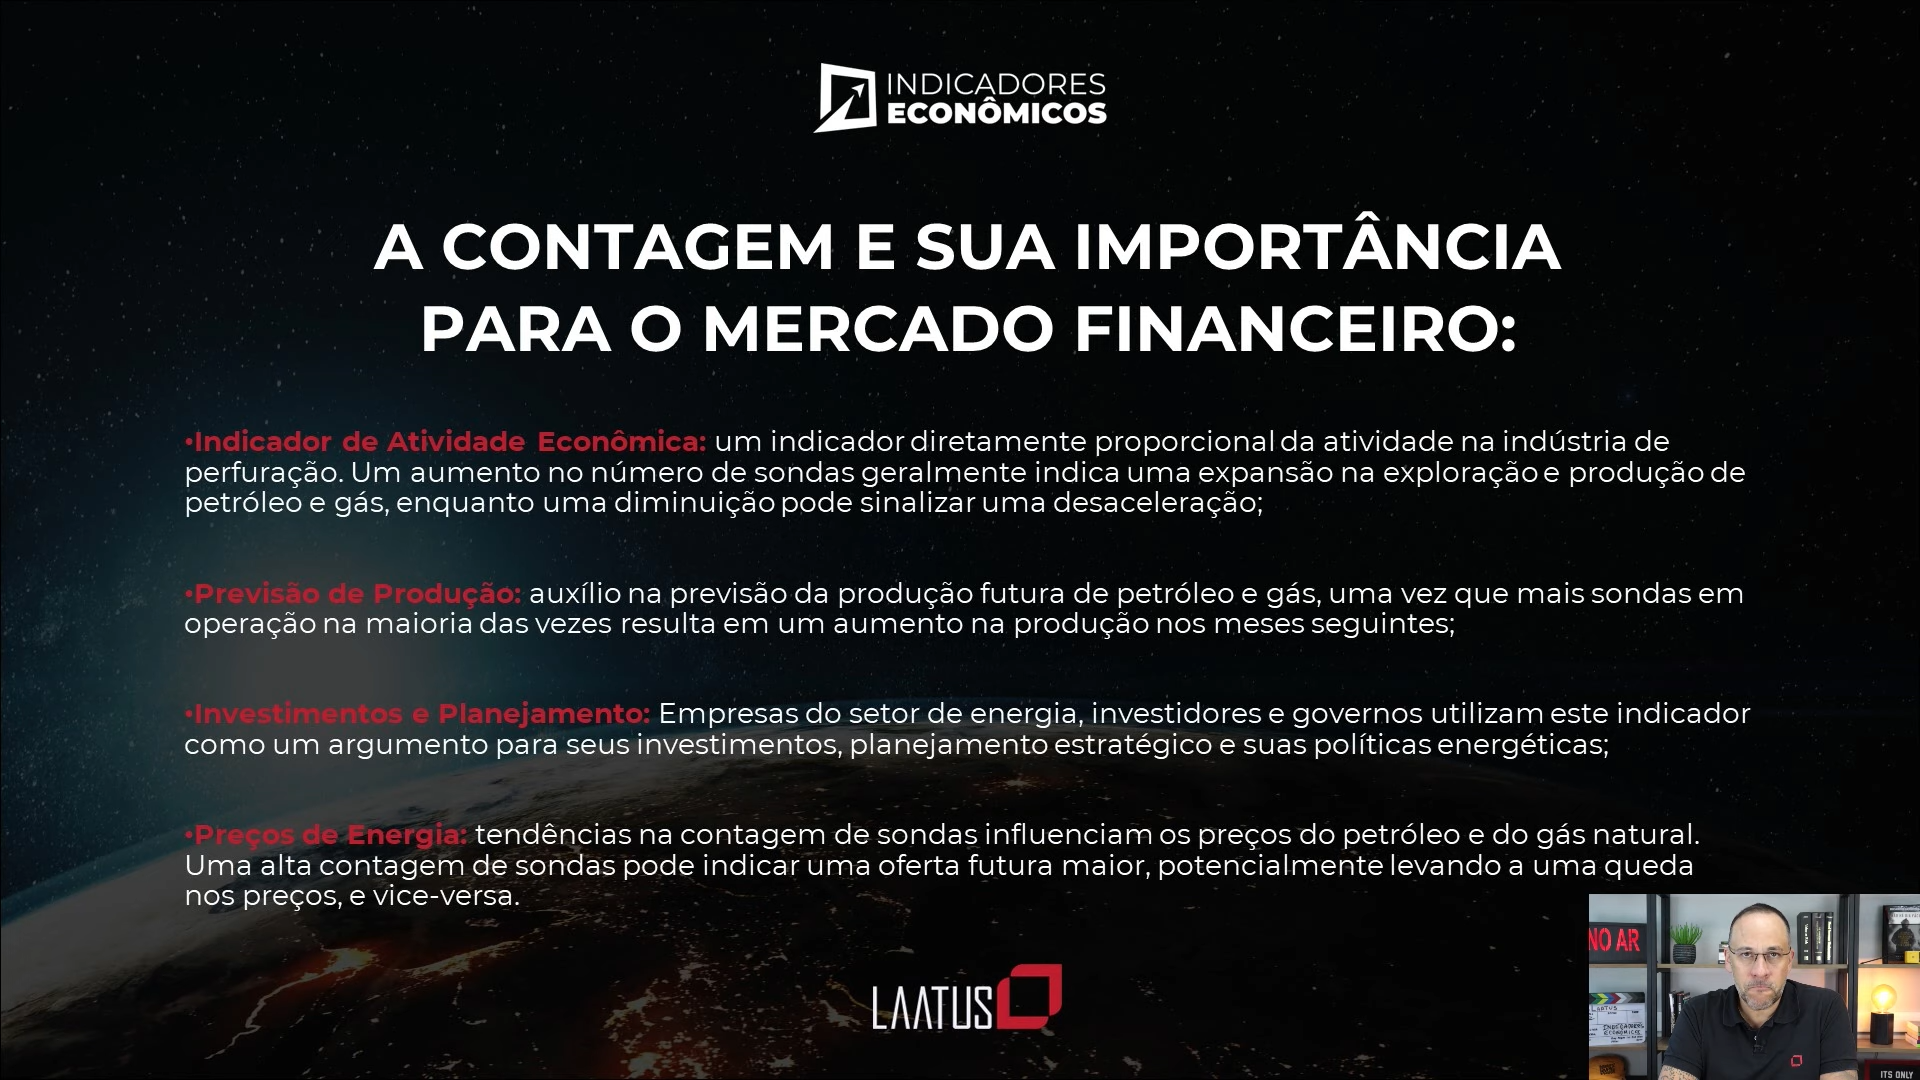 INDICADORES
ECONÔMICOS
A CONTAGEM E SUA IMPORTÂNCIA
PARA O MERCADO FINANCEIRO:
•Indicador de Atividade Econômica: um indicador diretamente proporcional da atividade na indústria de
perfuração. Um aumento no número de sondas geralmente indica uma expansão na exploração e produção de
petróleo e gás, enquanto uma diminuição pode sinalizar uma desaceleração;
•Previsão de Produção: auxílio na previsão da produção futura de petróleo e gás, uma vez que mais sondas em
operação na maioria das vezes resulta em um aumento na produção nos meses seguintes;
•Investimentos e Planejamento: Empresas do setor de energia, investidores e governos utilizam este indicador
como um argumento para seus investimentos, planejamento estratégico e suas políticas energéticas;
•Preços de Energia: tendências na contagem de sondas influenciam os preços do petróleo e do gás natural.
Uma alta contagem de sondas pode indicar uma oferta futura maior, potencialmente levando a uma queda
nos preços, e vice-versa.
NO AR
LAATUS
LAATUS
INDICADORES
ECONÔMICOS
ITS ONLY